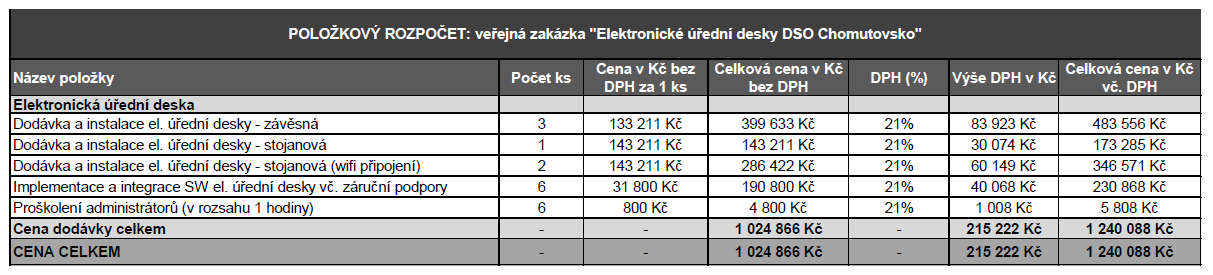 POLOŽKOVÝ ROZPOČET: veřejná zakázka "Elektronické úřední desky DSO Chomutovsko"
Název položky Počet ks Cena v Kč bez DPH za 1 ks Celková cena v Kč bez DPH DPH (%) Výše DPH v Kč Celková cena v Kč vč. DPH
Elektronická úřední deska
Dodávka a instalace el. úřední desky - závěsná 3 133 211 Kč 399 633 Kč 21% 83 923 Kč 483 556 Kč
Dodávka a instalace el. úřední desky - stojanová 1 143 211 Kč 143 211 Kč 21% 30 074 Kč 173 285 Kč
Dodávka a instalace el. úřední desky - stojanová (wifi připojení) 2 143 211 Kč 286 422 Kč 21% 60 149 Kč 346 571 Kč
Implementace a integrace SW el. úřední desky vč. záruční podpory 6 31 800 Kč 190 800 Kč 21% 40 068 Kč 230 868 Kč
Proškolení administrátorů (v rozsahu 1 hodiny) 6 800 Kč 4 800 Kč 21% 1 008 Kč 5 808 Kč
Cena dodávky celkem - - 1 024 866 Kč - 215 222 Kč 1 240 088 Kč
CENA CELKEM - - 1 024 866 Kč - 215 222 Kč 1 240 088 Kč